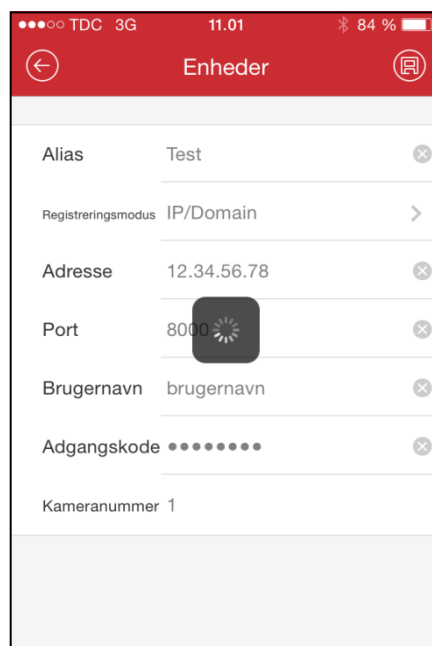 TDC 3G 11.01 84 %
Enheder
Alias Test
Registreringsmodus IP/Domain
Adresse 12.34.56.78
Port 8000
Brugernavn brugernavn
Adgangskode ●●●●●●●●
Kameranummer 1